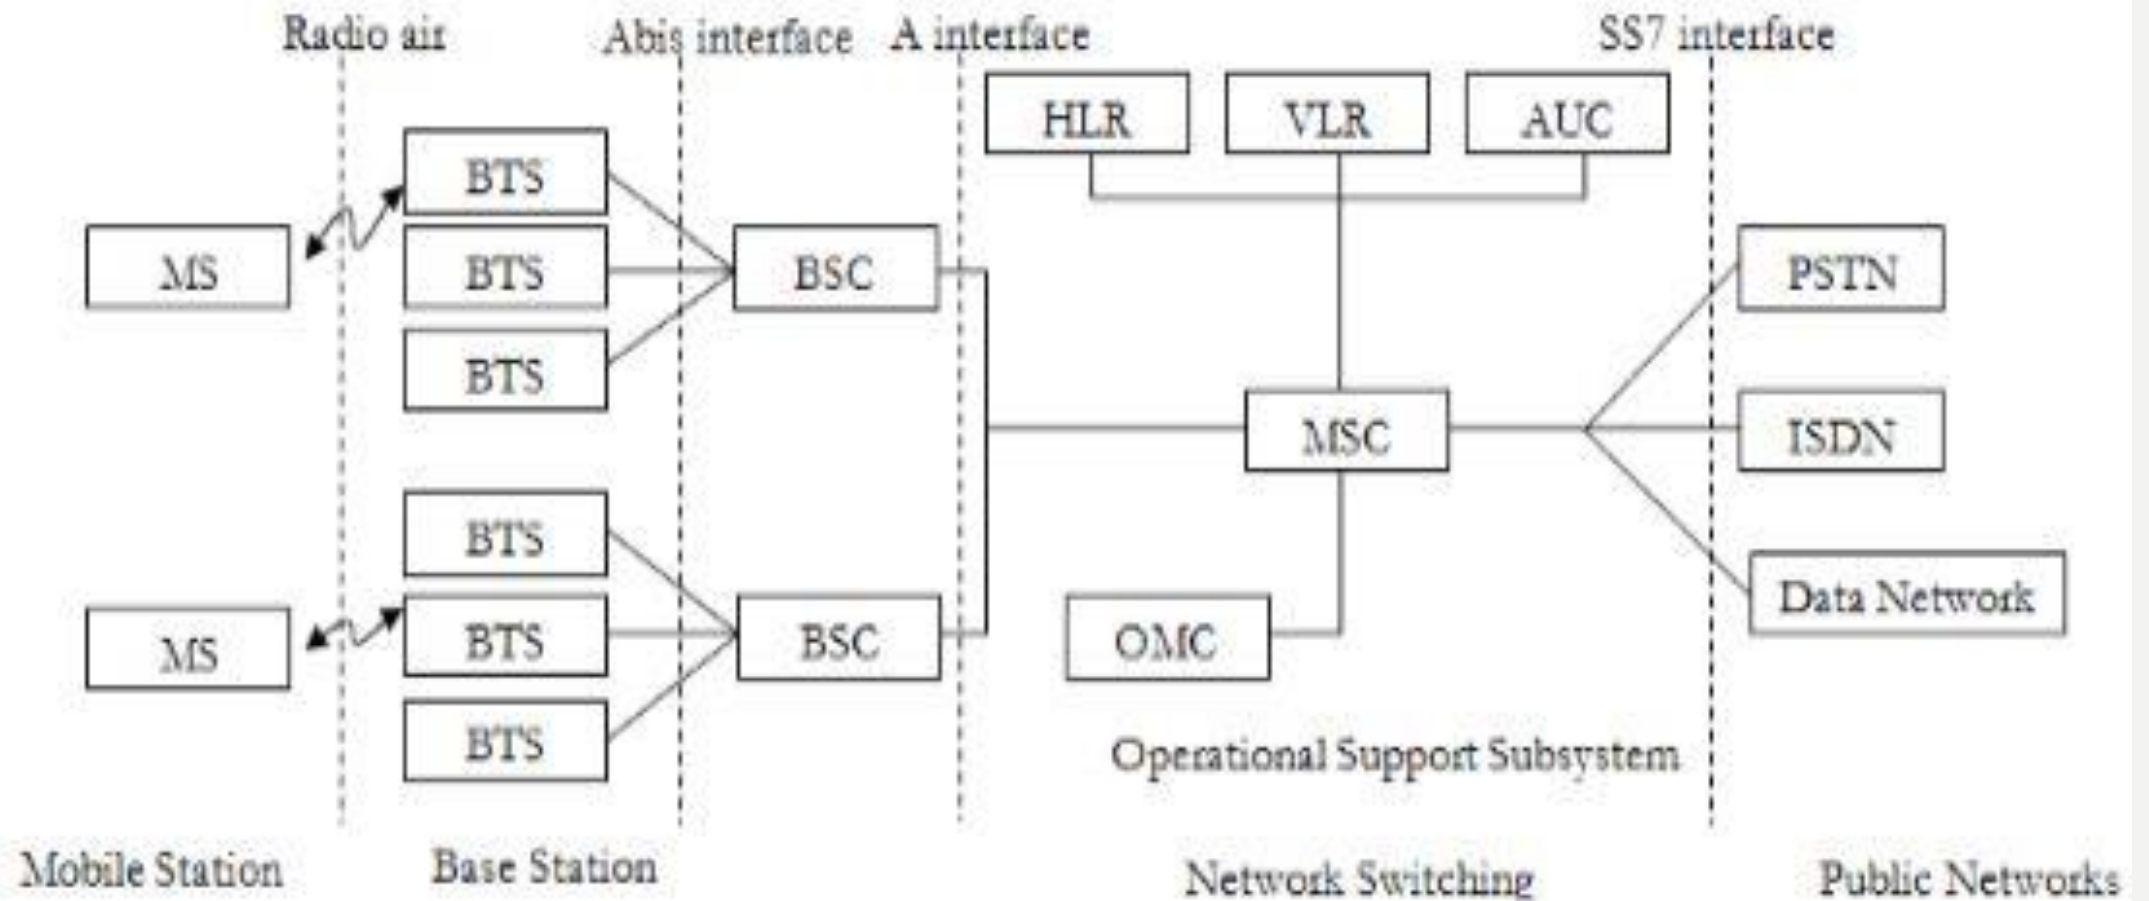 Radio air
Abis interface
A interface
SS7 interface
HLR
VLR
AUC
BTS
BTS
BTS
MS
BSC
PSTN
MSC
ISDN
BTS
BTS
BTS
MS
BSC
OMC
Data Network
Operational Support Subsystem
Mobile Station
Base Station
Network Switching
Public Networks